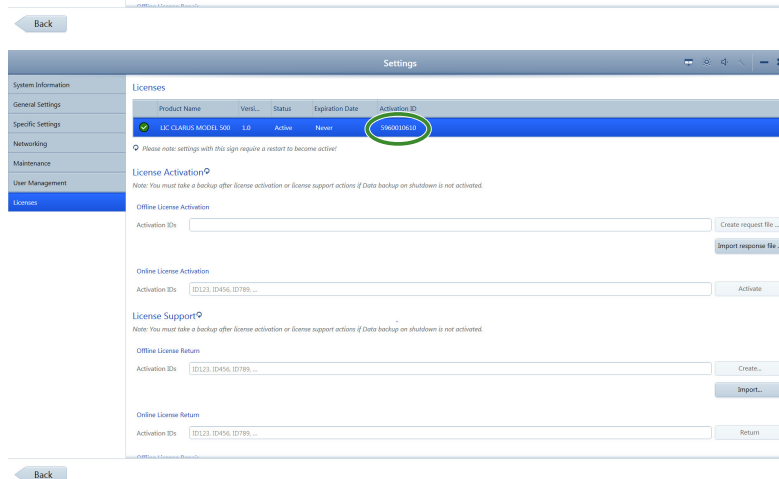 Back
Settings
System Information
General Settings
Specific Settings
Networking
Maintenance
User Management
Licenses
Licenses
Product Name Versi... Status Expiration Date Activation ID
LIC CLARUS MODEL 500 1.0 Active Never 5960010610
Please note: settings with this sign require a restart to become active!
License Activation
Note: You must take a backup after license activation or license support actions if Data backup on shutdown is not activated.
Offline License Activation
Activation IDs Create request file ...
Import response file ..
Online License Activation
Activation IDs ID123, ID456, ID789, ... Activate
License Support
Note: You must take a backup after license activation or license support actions if Data backup on shutdown is not activated.
Offline License Return
Activation IDs ID123, ID456, ID789, ... Create...
Import...
Online License Return
Activation IDs ID123, ID456, ID789, ... Return
Back